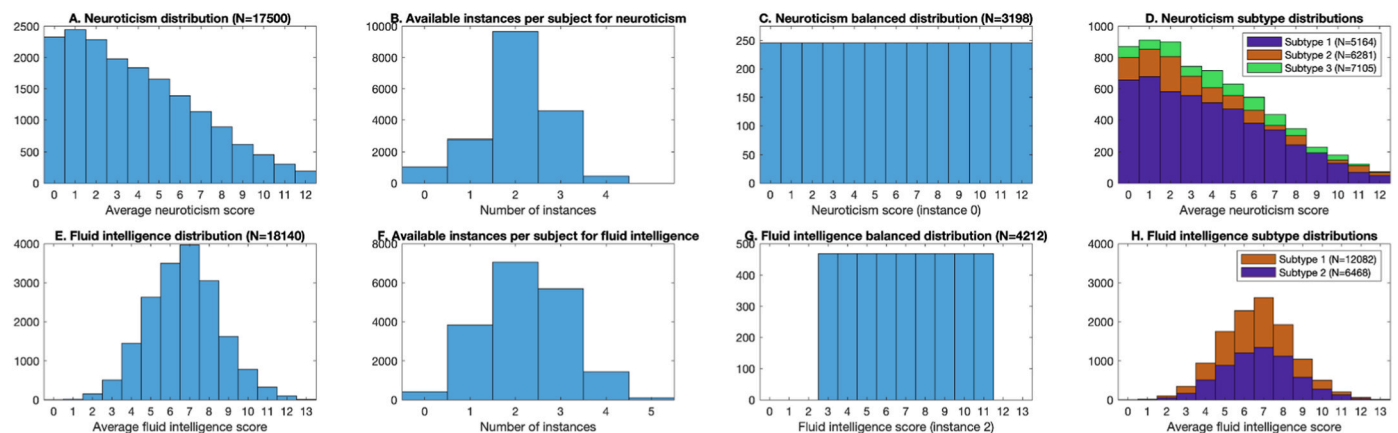 A. Neuroticism distribution (N=17500)
2500
2000
1500
1000
500
0
0 1 2 3 4 5 6 7 8 9 10 11 12
Average neuroticism score
B. Available instances per subject for neuroticism
10000
8000
6000
4000
2000
0
0 1 2 3 4
Number of instances
C. Neuroticism balanced distribution (N=3198)
250
200
150
100
50
0
0 1 2 3 4 5 6 7 8 9 10 11 12
Neuroticism score (instance 0)
D. Neuroticism subtype distributions
1000
800
600
400
200
0
Subtype 1 (N=5164)
Subtype 2 (N=6281)
Subtype 3 (N=7105)
0 1 2 3 4 5 6 7 8 9 10 11 12
Average neuroticism score
E. Fluid intelligence distribution (N=18140)
4000
3000
2000
1000
0
0 1 2 3 4 5 6 7 8 9 10 11 12 13
Average fluid intelligence score
F. Available instances per subject for fluid intelligence
8000
6000
4000
2000
0
0 1 2 3 4 5
Number of instances
G. Fluid intelligence balanced distribution (N=4212)
500
400
300
200
100
0
0 1 2 3 4 5 6 7 8 9 10 11 12 13
Fluid intelligence score (instance 2)
H. Fluid intelligence subtype distributions
4000
3000
2000
1000
0
Subtype 1 (N=12082)
Subtype 2 (N=6468)
0 1 2 3 4 5 6 7 8 9 10 11 12 13
Average fluid intelligence score